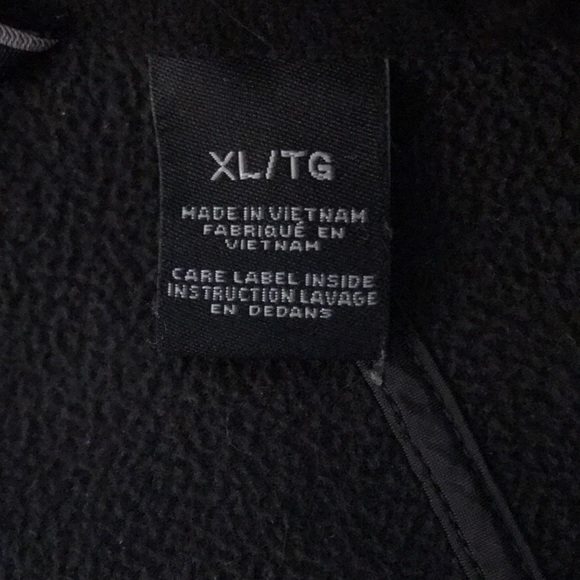 XL/TG
MADE IN VIETNAM
FABRIQUÉ EN
VIETNAM
CARE LABEL INSIDE
INSTRUCTION LAVAGE
EN DEDANS